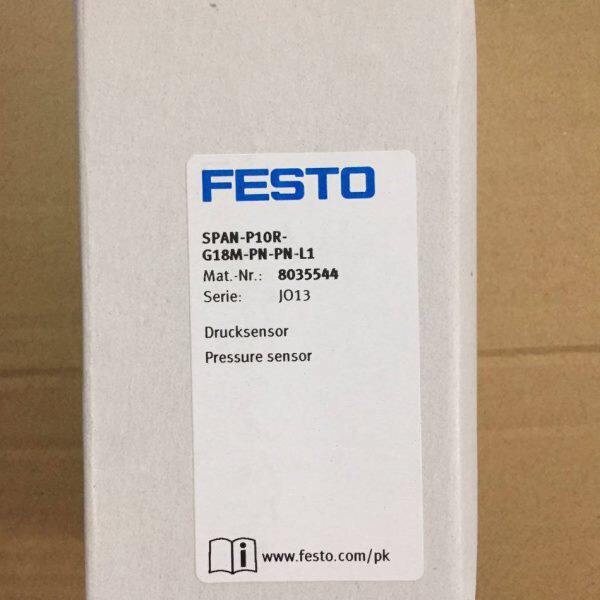 FESTO
SPAN-P10R-
G18M-PN-PN-L1
Mat.-Nr.: 8035544
Serie: JO13
Drucksensor
Pressure sensor
i www.festo.com/pk